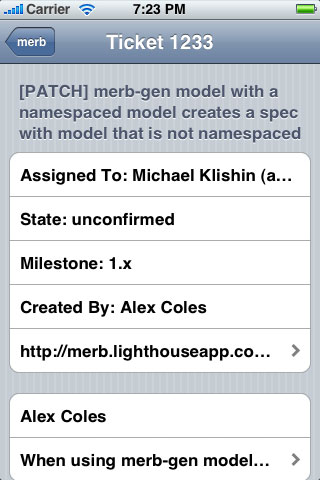 Carrier 7:23 PM
merb Ticket 1233
[PATCH] merb-gen model with a
namespaced model creates a spec
with model that is not namespaced
Assigned To: Michael Klishin (a...
State: unconfirmed
Milestone: 1.x
Created By: Alex Coles
http://merb.lighthouseapp.co...
Alex Coles
When using merb-gen model...